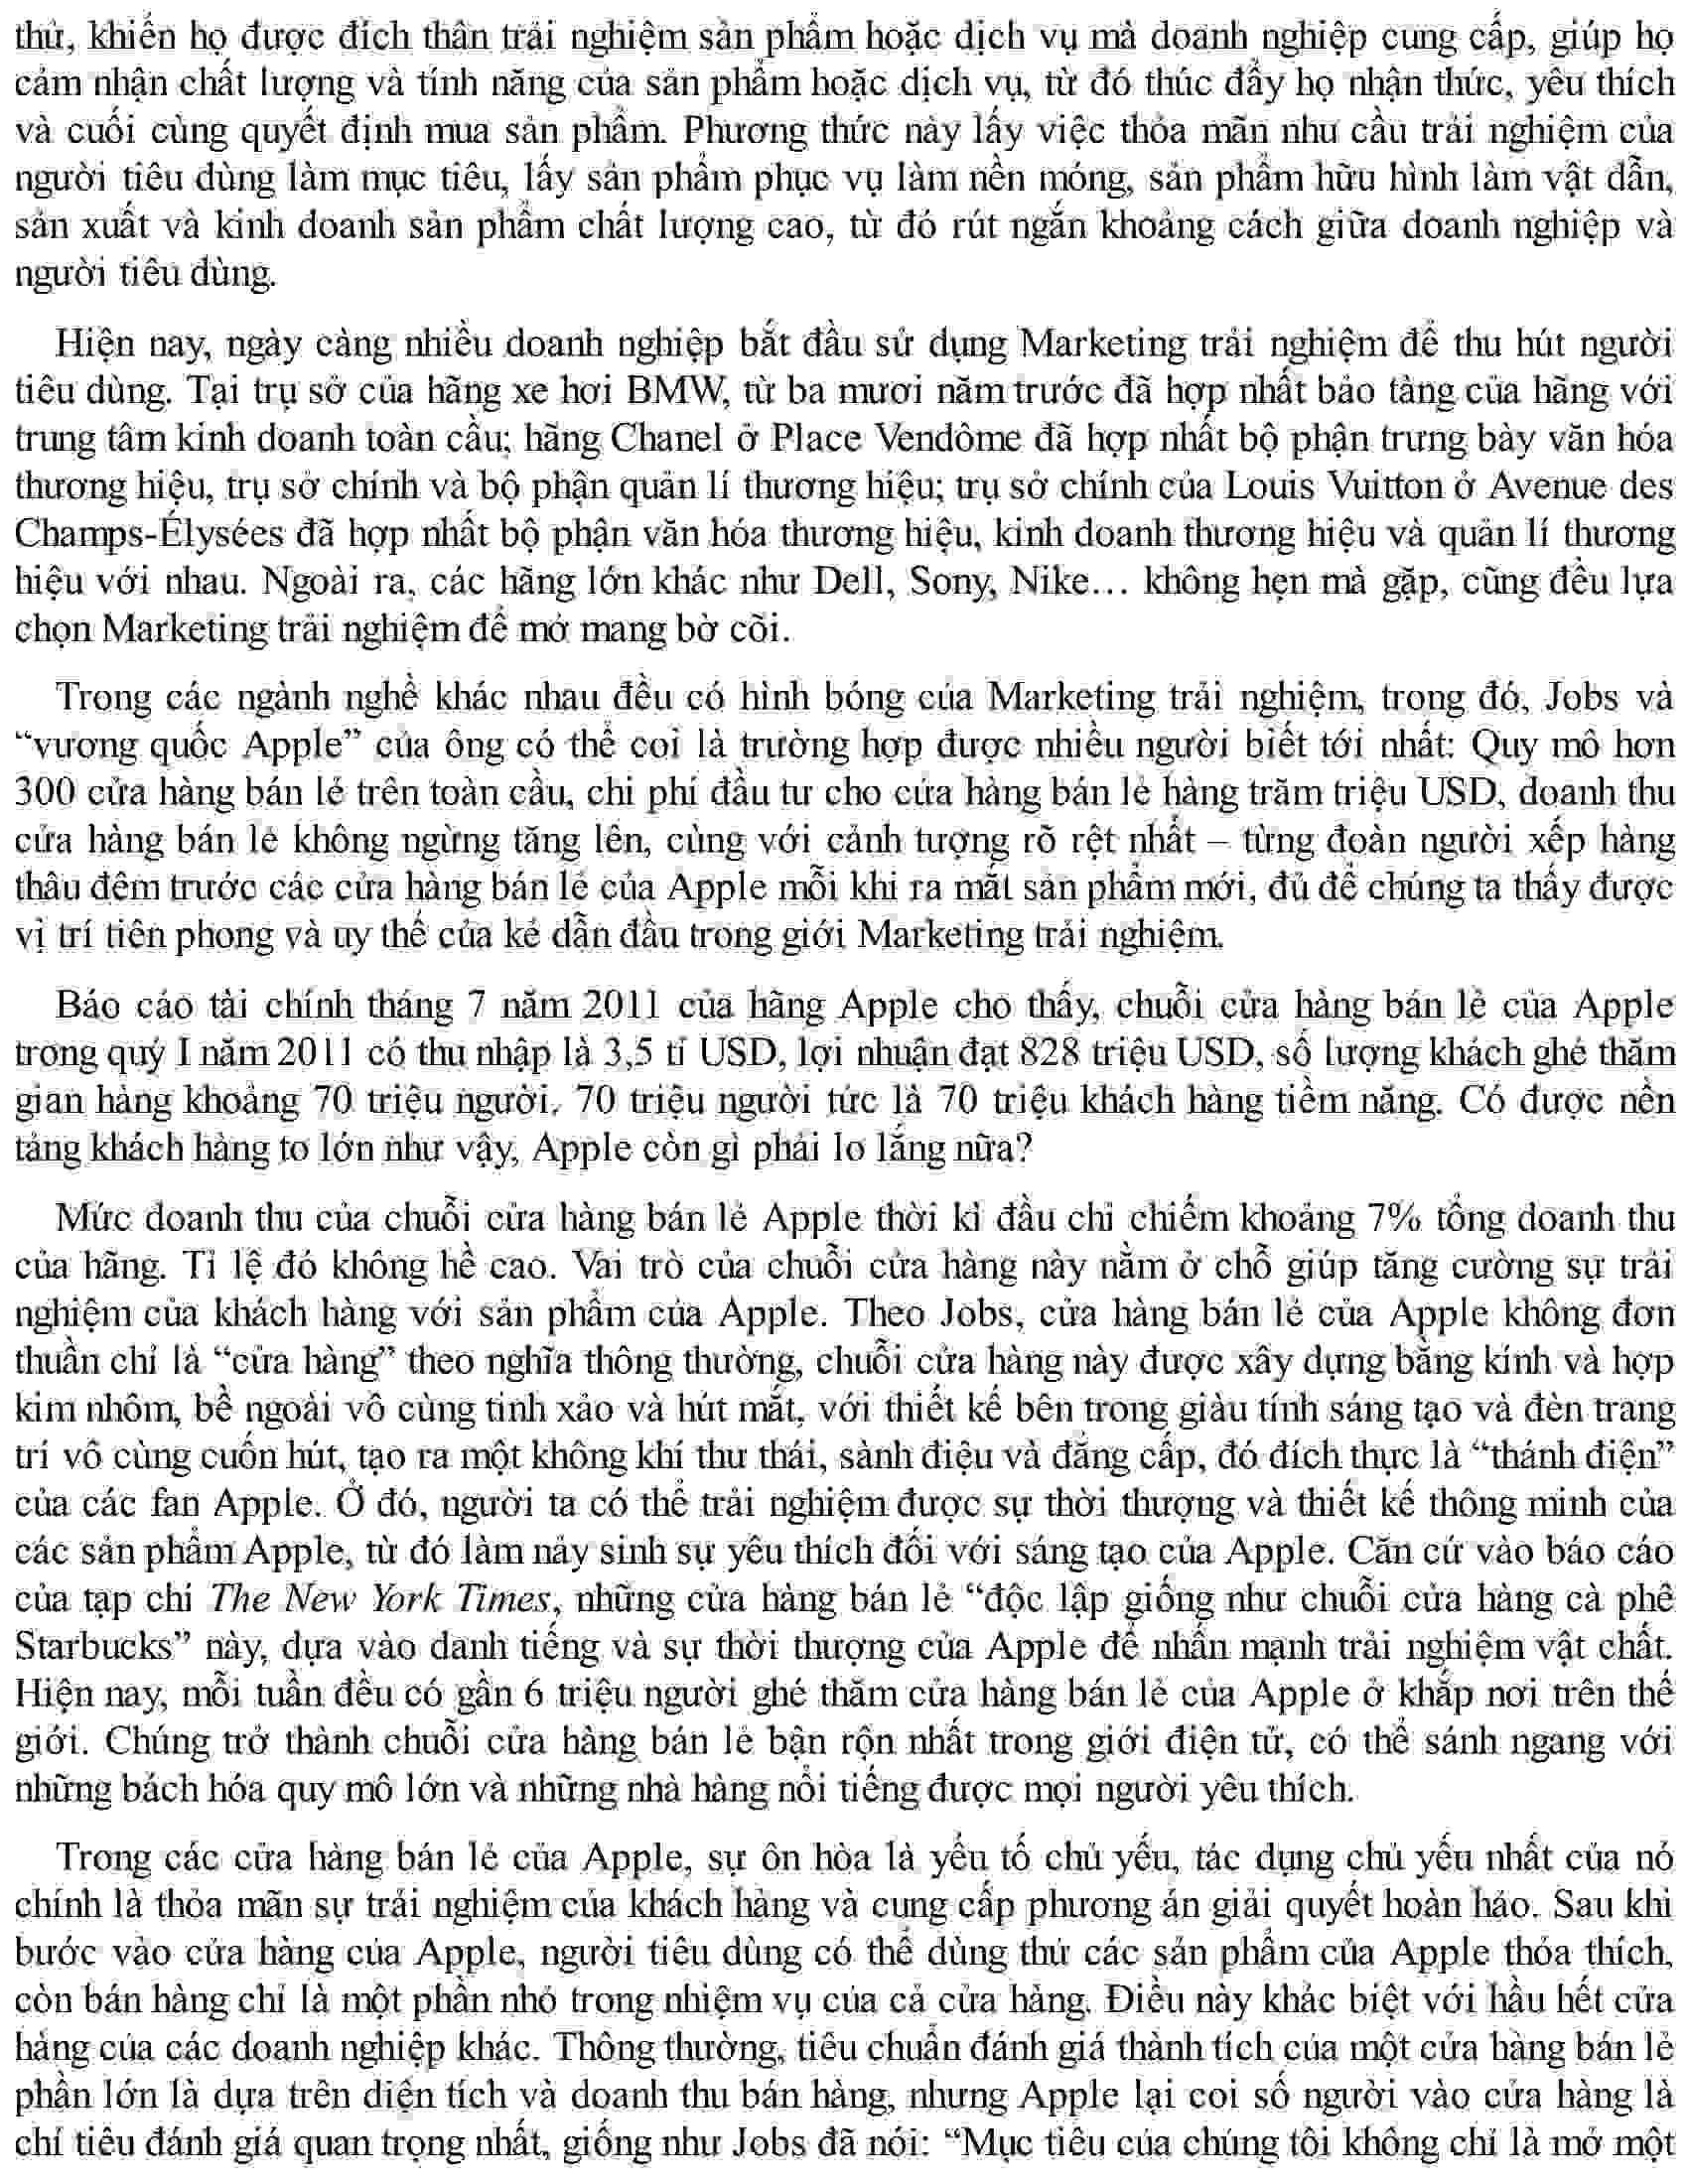 thử, khiến họ được đích thân trải nghiệm sản phẩm hoặc dịch vụ mà doanh nghiệp cung cấp, giúp họ
cảm nhận chất lượng và tính năng của sản phẩm hoặc dịch vụ, từ đó thúc đẩy họ nhận thức, yêu thích
và cuối cùng quyết định mua sản phẩm. Phương thức này lấy việc thỏa mãn nhu cầu trải nghiệm của
người tiêu dùng làm mục tiêu, lấy sản phẩm phục vụ làm nền móng, sản phẩm hữu hình làm vật dẫn,
sản xuất và kinh doanh sản phẩm chất lượng cao, từ đó rút ngắn khoảng cách giữa doanh nghiệp và
người tiêu dùng.
Hiện nay, ngày càng nhiều doanh nghiệp bắt đầu sử dụng Marketing trải nghiệm để thu hút người
tiêu dùng. Tại trụ sở của hãng xe hơi BMW, từ ba mươi năm trước đã hợp nhất bảo tàng của hãng với
trung tâm kinh doanh toàn cầu; hãng Chanel ở Place Vendôme đã hợp nhất bộ phận trưng bày văn hóa
thương hiệu, trụ sở chính và bộ phận quản lí thương hiệu; trụ sở chính của Louis Vuitton ở Avenue des
Champs-Élysées đã hợp nhất bộ phận văn hóa thương hiệu, kinh doanh thương hiệu và quản lí thương
hiệu với nhau. Ngoài ra, các hãng lớn khác như Dell, Sony, Nike… không hẹn mà gặp, cũng đều lựa
chọn Marketing trải nghiệm để mở mang bờ cõi.
Trong các ngành nghề khác nhau đều có hình bóng của Marketing trải nghiệm, trong đó, Jobs và
“vương quốc Apple” của ông có thể coi là trường hợp được nhiều người biết tới nhất: Quy mô hơn
300 cửa hàng bán lẻ trên toàn cầu, chi phí đầu tư cho cửa hàng bán lẻ hàng trăm triệu USD, doanh thu
cửa hàng bán lẻ không ngừng tăng lên, cùng với cảnh tượng rõ rệt nhất – từng đoàn người xếp hàng
thâu đêm trước các cửa hàng bán lẻ của Apple mỗi khi ra mắt sản phẩm mới, đủ để chúng ta thấy được
vị trí tiên phong và uy thế của kẻ dẫn đầu trong giới Marketing trải nghiệm.
Báo cáo tài chính tháng 7 năm 2011 của hãng Apple cho thấy, chuỗi cửa hàng bán lẻ của Apple
trong quý I năm 2011 có thu nhập là 3,5 tỉ USD, lợi nhuận đạt 828 triệu USD, số lượng khách ghé thăm
gian hàng khoảng 70 triệu người. 70 triệu người tức là 70 triệu khách hàng tiềm năng. Có được nền
tảng khách hàng to lớn như vậy, Apple còn gì phải lo lắng nữa?
Mức doanh thu của chuỗi cửa hàng bán lẻ Apple thời kì đầu chỉ chiếm khoảng 7% tổng doanh thu
của hãng. Tỉ lệ đó không hề cao. Vai trò của chuỗi cửa hàng này nằm ở chỗ giúp tăng cường sự trải
nghiệm của khách hàng với sản phẩm của Apple. Theo Jobs, cửa hàng bán lẻ của Apple không đơn
thuần chỉ là “cửa hàng” theo nghĩa thông thường, chuỗi cửa hàng này được xây dựng bằng kính và hợp
kim nhôm, bề ngoài vô cùng tinh xảo và hút mắt, với thiết kế bên trong giàu tính sáng tạo và đèn trang
trí vô cùng cuốn hút, tạo ra một không khí thư thái, sành điệu và đẳng cấp, đó đích thực là “thánh điện”
của các fan Apple. Ở đó, người ta có thể trải nghiệm được sự thời thượng và thiết kế thông minh của
các sản phẩm Apple, từ đó làm nảy sinh sự yêu thích đối với sáng tạo của Apple. Căn cứ vào báo cáo
của tạp chí The New York Times, những cửa hàng bán lẻ “độc lập giống như chuỗi cửa hàng cà phê
Starbucks” này, dựa vào danh tiếng và sự thời thượng của Apple để nhấn mạnh trải nghiệm vật chất.
Hiện nay, mỗi tuần đều có gần 6 triệu người ghé thăm cửa hàng bán lẻ của Apple ở khắp nơi trên thế
giới. Chúng trở thành chuỗi cửa hàng bán lẻ bận rộn nhất trong giới điện tử, có thể sánh ngang với
những bách hóa quy mô lớn và những nhà hàng nổi tiếng được mọi người yêu thích.
Trong các cửa hàng bán lẻ của Apple, sự ôn hòa là yếu tố chủ yếu, tác dụng chủ yếu nhất của nó
chính là thỏa mãn sự trải nghiệm của khách hàng và cung cấp phương án giải quyết hoàn hảo. Sau khi
bước vào cửa hàng của Apple, người tiêu dùng có thể dùng thử các sản phẩm của Apple thỏa thích,
còn bán hàng chỉ là một phần nhỏ trong nhiệm vụ của cả cửa hàng. Điều này khác biệt với hầu hết cửa
hàng của các doanh nghiệp khác. Thông thường, tiêu chuẩn đánh giá thành tích của một cửa hàng bán lẻ
phần lớn là dựa trên diện tích và doanh thu bán hàng, nhưng Apple lại coi số người vào cửa hàng là
chỉ tiêu đánh giá quan trọng nhất, giống như Jobs đã nói: “Mục tiêu của chúng tôi không chỉ là mở một